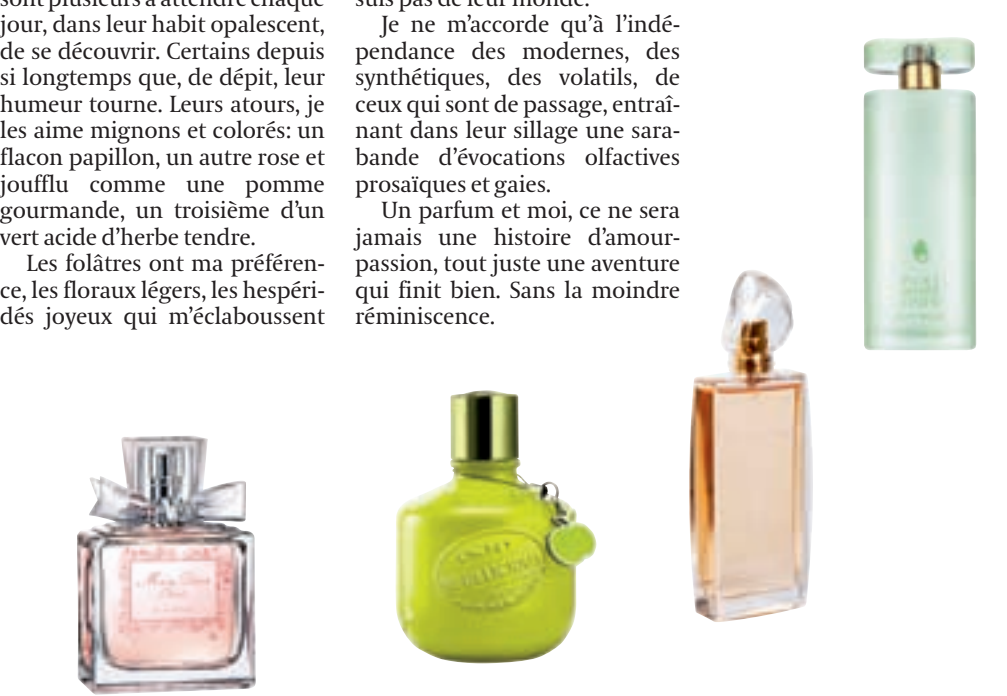 sont plusieurs à attendre chaque
jour, dans leur habit opalescent,
de se découvrir. Certains depuis
si longtemps que, de dépit, leur
humeur tourne. Leurs atours, je
les aime mignons et colorés: un
flacon papillon, un autre rose et
joufflu comme une pomme
gourmande, un troisième d’un
vert acide d’herbe tendre.
Les folâtres ont ma préféren-
ce, les floraux légers, les hespéri-
dés joyeux qui m’éclaboussent
suis pas de leur monde.
Je ne m’accorde qu’à l’indé-
pendance des modernes, des
synthétiques, des volatils, de
ceux qui sont de passage, entraî-
nant dans leur sillage une sara-
bande d’évocations olfactives
prosaïques et gaies.
Un parfum et moi, ce ne sera
jamais une histoire d’amour-
passion, tout juste une aventure
qui finit bien. Sans la moindre
réminiscence.
Miss Dior